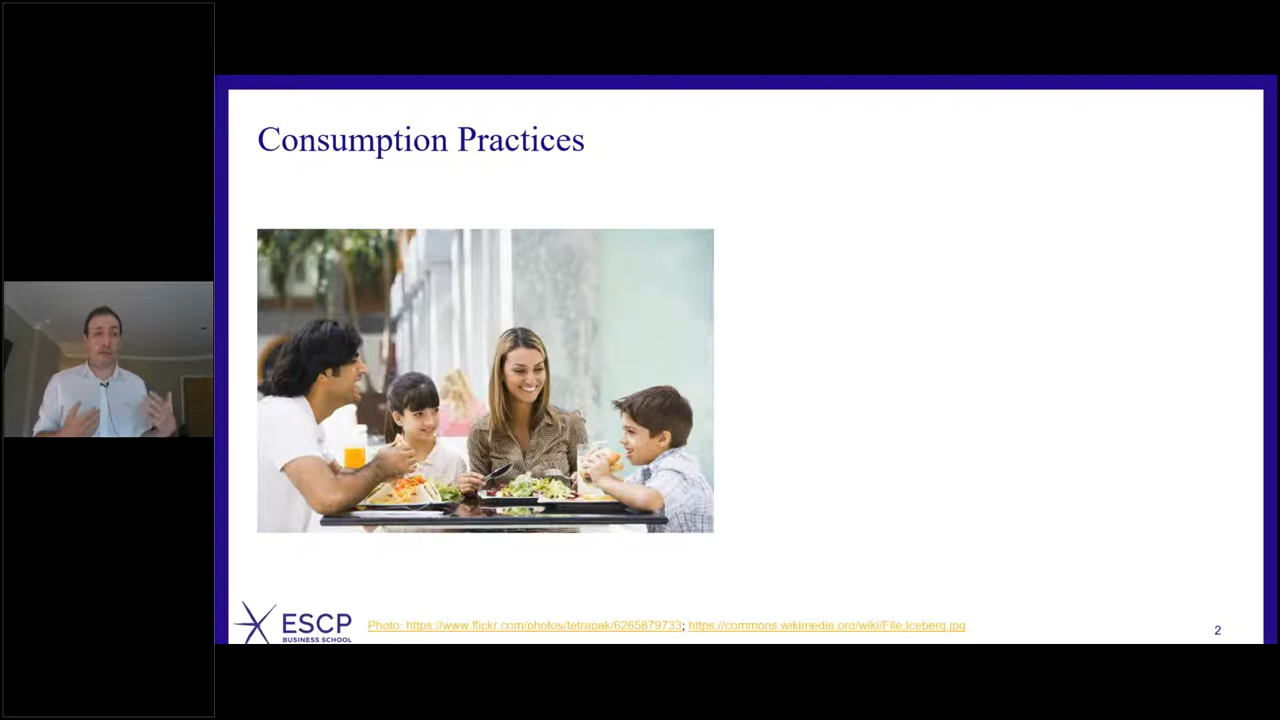 Consumption Practices
ESCP
BUSINESS SCHOOL
Photo: https://www.flickr.com/photos/tetrapak/6265879733; https://commons.wikimedia.org/wiki/File:Iceberg.jpg
2